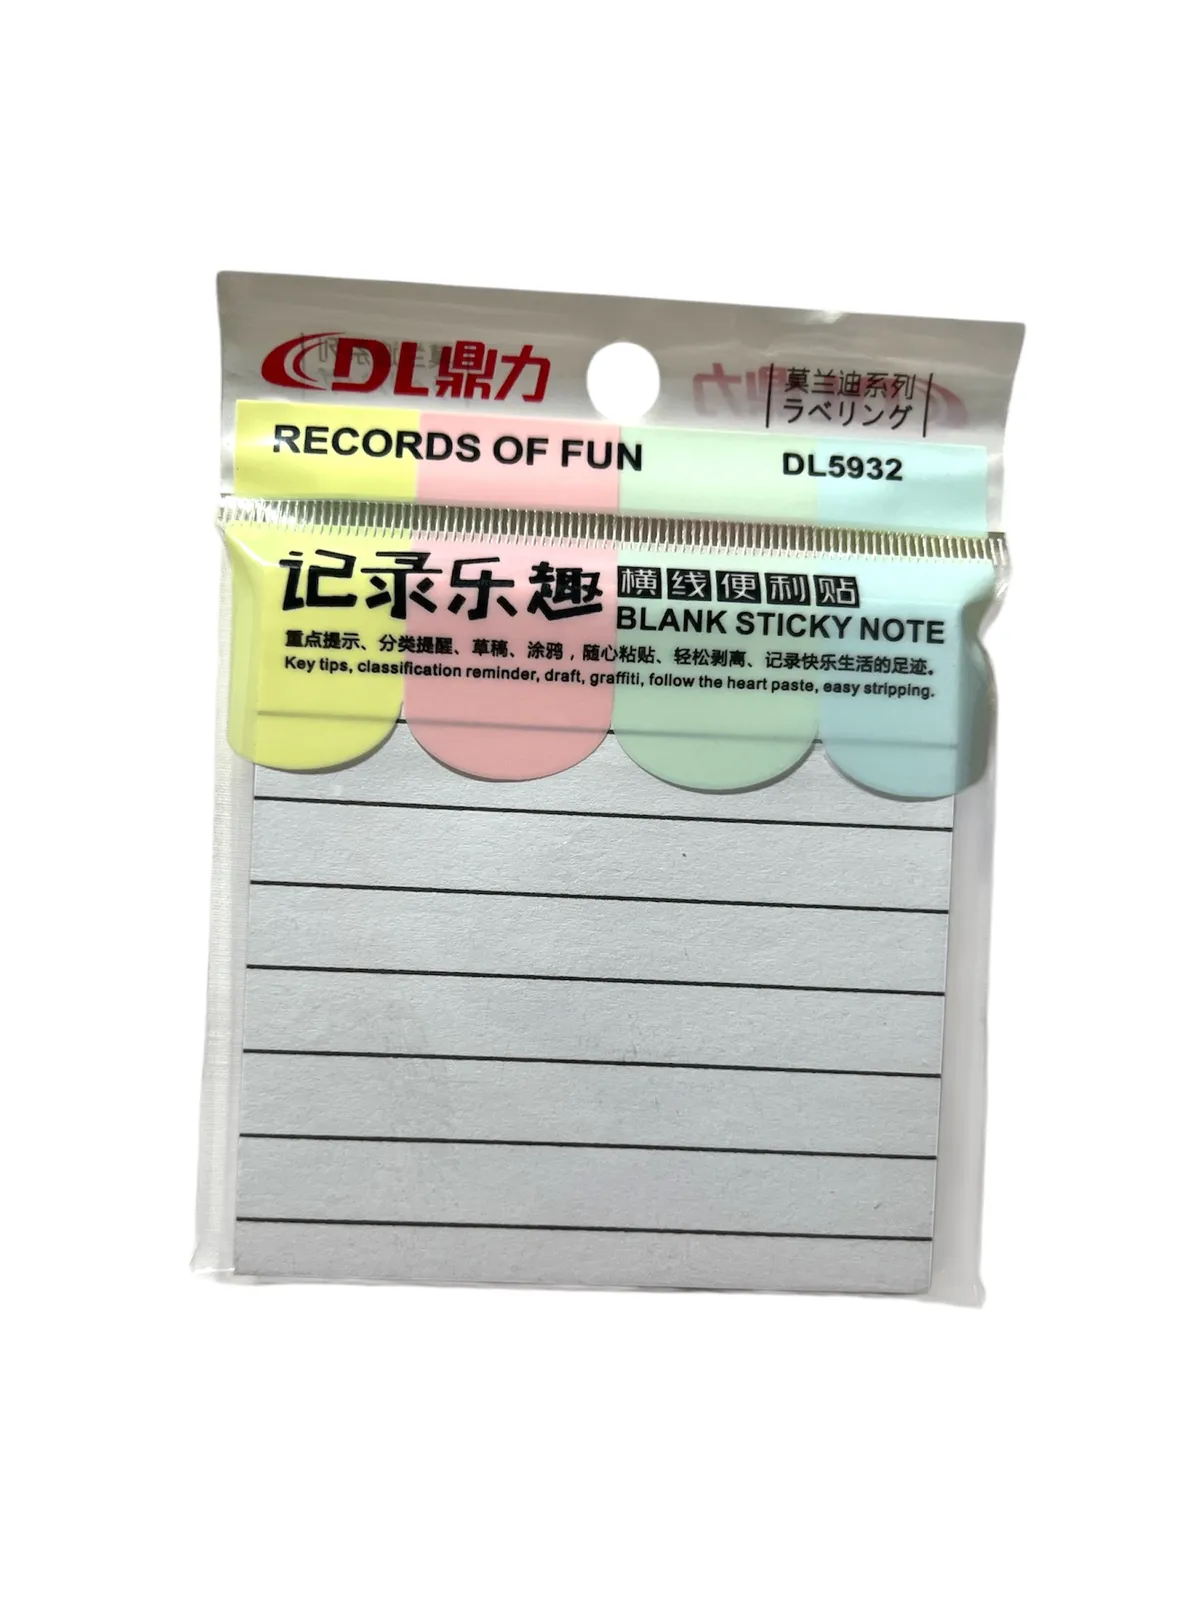 DL鼎力
莫兰迪系列
ラベリング
RECORDS OF FUN
DL5932
记录乐趣
横线便利贴
BLANK STICKY NOTE
重点提示、分类提醒、草稿、涂鸦，随心粘贴、轻松剥离、记录快乐生活的足迹。
Key tips, classification reminder, draft, graffiti, follow the heart paste, easy stripping.